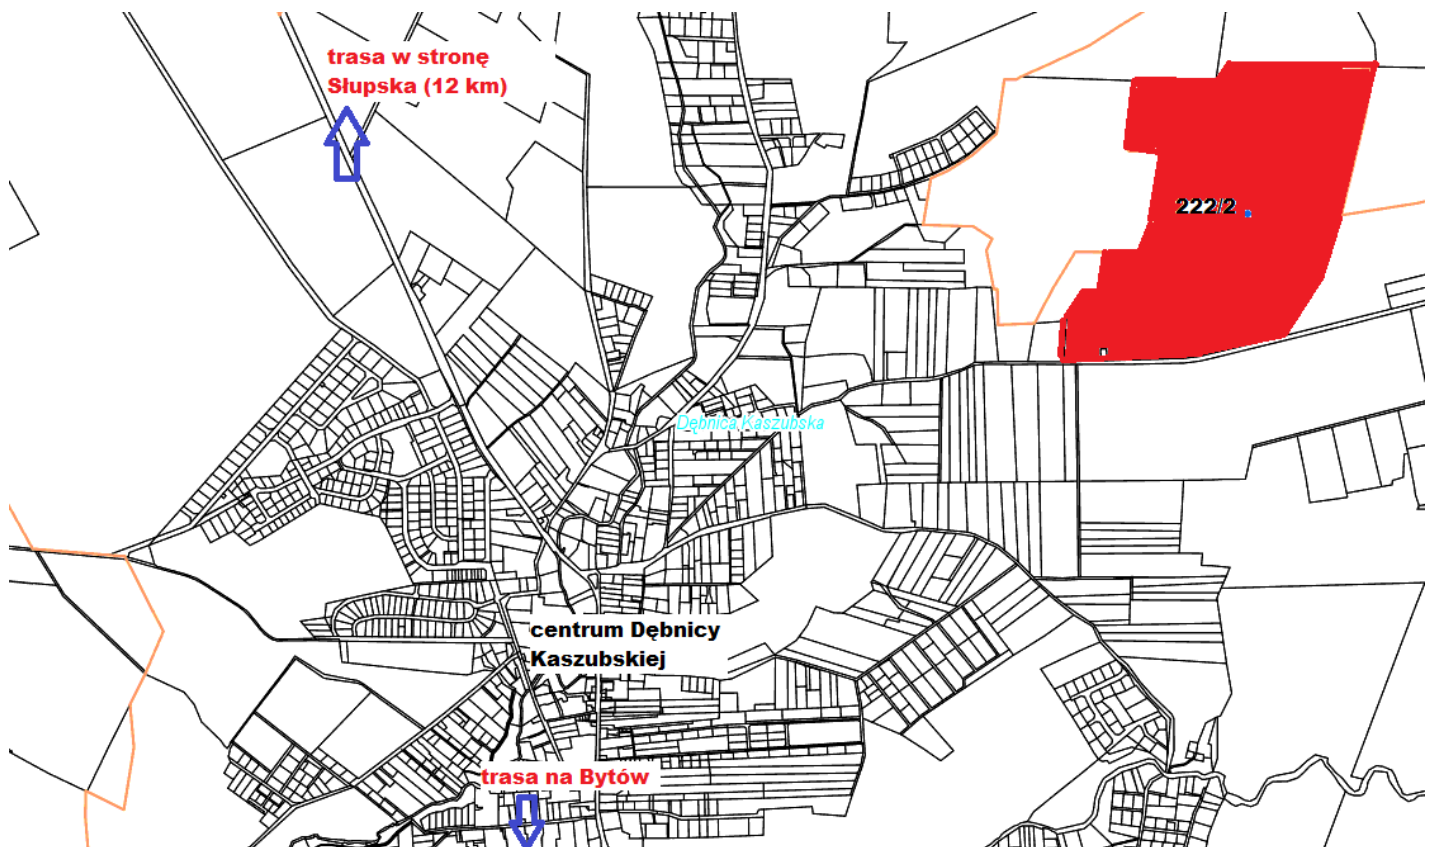 trasa w stronę
Słupska (12 km)
222/2
Dębnica Kaszubska
centrum Dębnicy
Kaszubskiej
trasa na Bytów